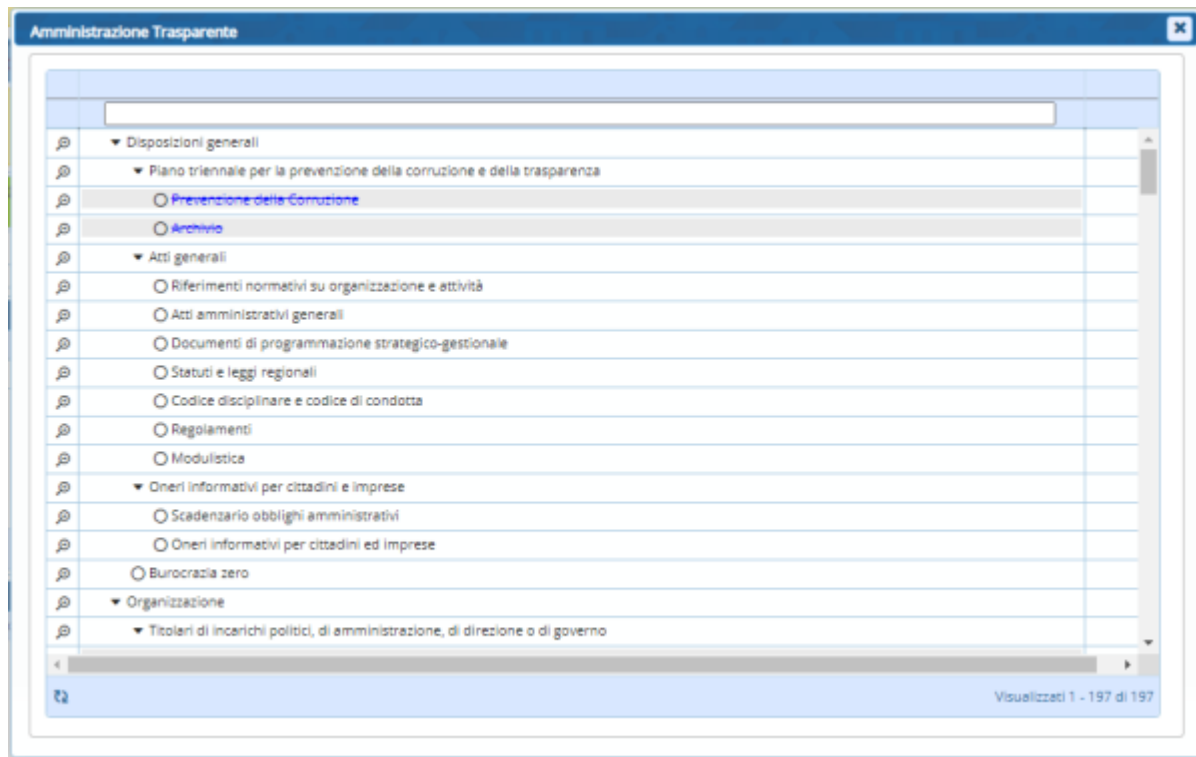 Amministrazione Trasparente
Disposizioni generali
Piano triennale per la prevenzione della corruzione e della trasparenza
Prevenzione della Corruzione
Archivio
Atti generali
Riferimenti normativi su organizzazione e attività
Atti amministrativi generali
Documenti di programmazione strategico-gestionale
Statuti e leggi regionali
Codice disciplinare e codice di condotta
Regolamenti
Modulistica
Oneri informativi per cittadini e imprese
Scadenzario obblighi amministrativi
Oneri informativi per cittadini ed imprese
Burocrazia zero
Organizzazione
Titolari di incarichi politici, di amministrazione, di direzione o di governo
Visualizzati 1 - 197 di 197